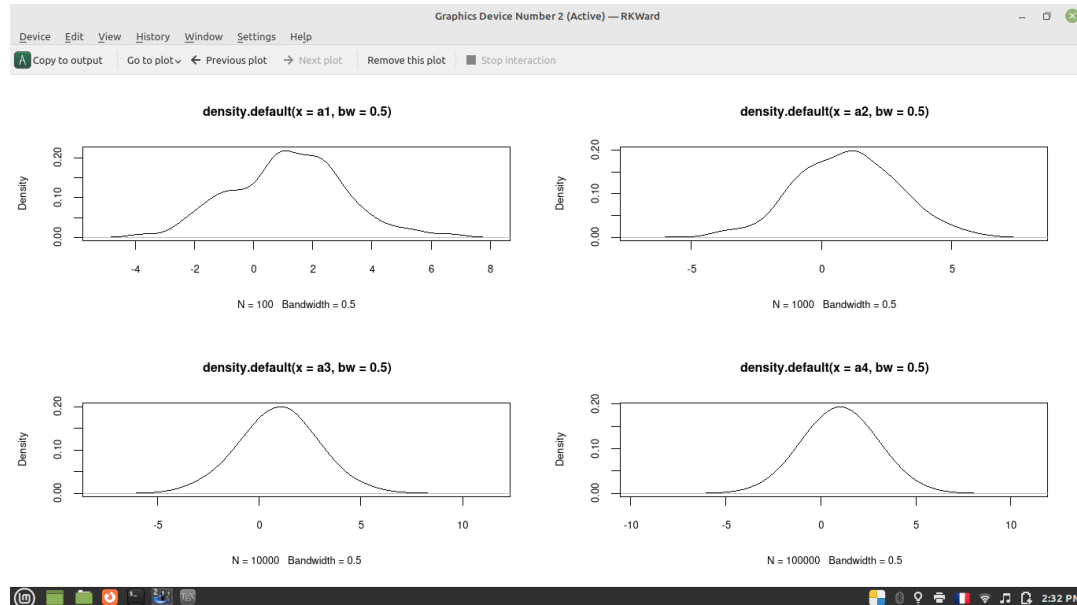 Graphics Device Number 2 (Active) — RKWard
Device Edit View History Window Settings Help
Copy to output Go to plot Previous plot Next plot Remove this plot Stop interaction
density.default(x = a1, bw = 0.5)
Density
0.00 0.10 0.20
-4 -2 0 2 4 6 8
N = 100 Bandwidth = 0.5
density.default(x = a2, bw = 0.5)
Density
0.00 0.10 0.20
-5 0 5
N = 1000 Bandwidth = 0.5
density.default(x = a3, bw = 0.5)
Density
0.00 0.10 0.20
-5 0 5 10
N = 10000 Bandwidth = 0.5
density.default(x = a4, bw = 0.5)
Density
0.00 0.10 0.20
-10 -5 0 5 10
N = 100000 Bandwidth = 0.5
2:32 PM